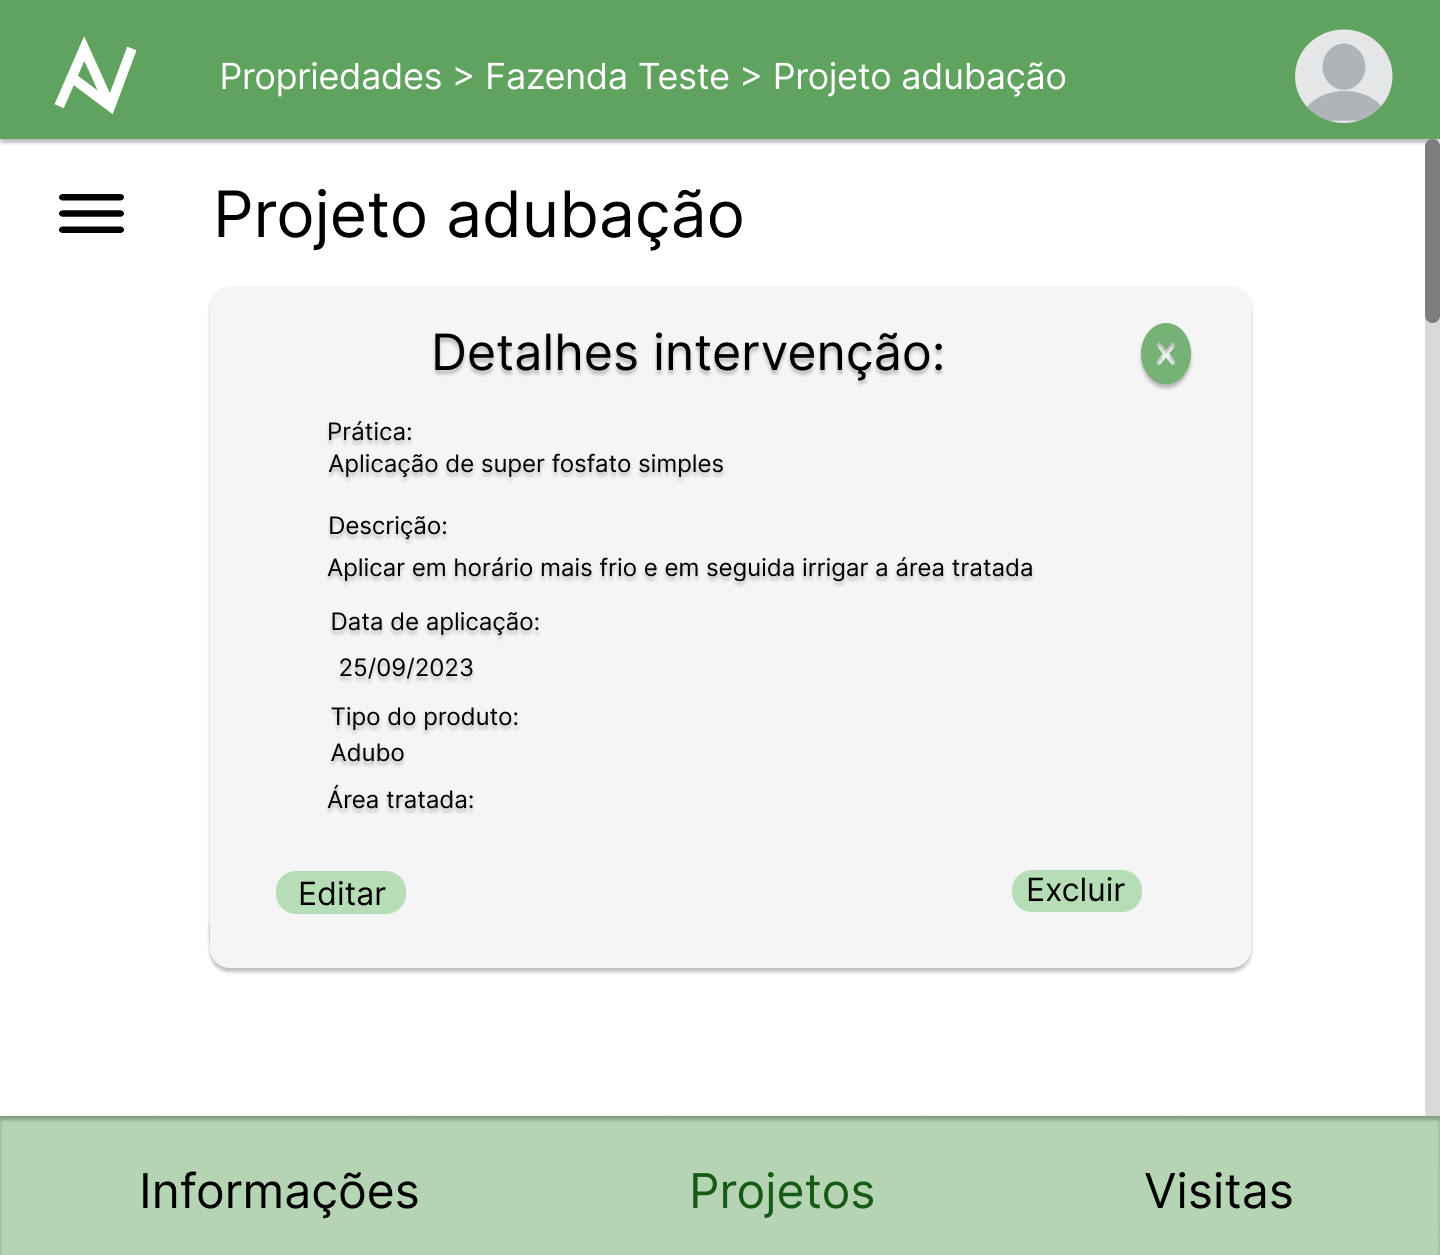 Propriedades > Fazenda Teste > Projeto adubação
Projeto adubação
Detalhes intervenção:
X
Prática:
Aplicação de super fosfato simples
Descrição:
Aplicar em horário mais frio e em seguida irrigar a área tratada
Data de aplicação:
25/09/2023
Tipo do produto:
Adubo
Área tratada:
Editar
Excluir
Informações
Projetos
Visitas